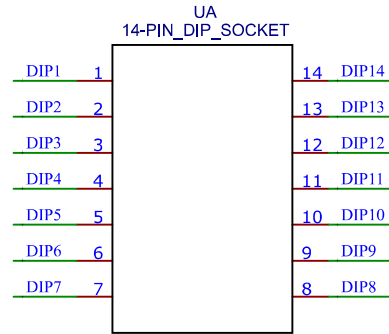 UA
14-PIN_DIP_SOCKET
DIP1 1 14 DIP14
DIP2 2 13 DIP13
DIP3 3 12 DIP12
DIP4 4 11 DIP11
DIP5 5 10 DIP10
DIP6 6 9 DIP9
DIP7 7 8 DIP8